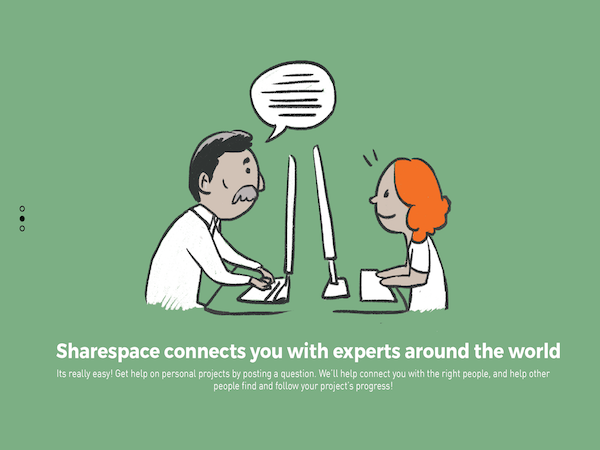 Sharespace connects you with experts around the world
Its really easy! Get help on personal projects by posting a question. We'll help connect you with the right people, and help other
people find and follow your project's progress!